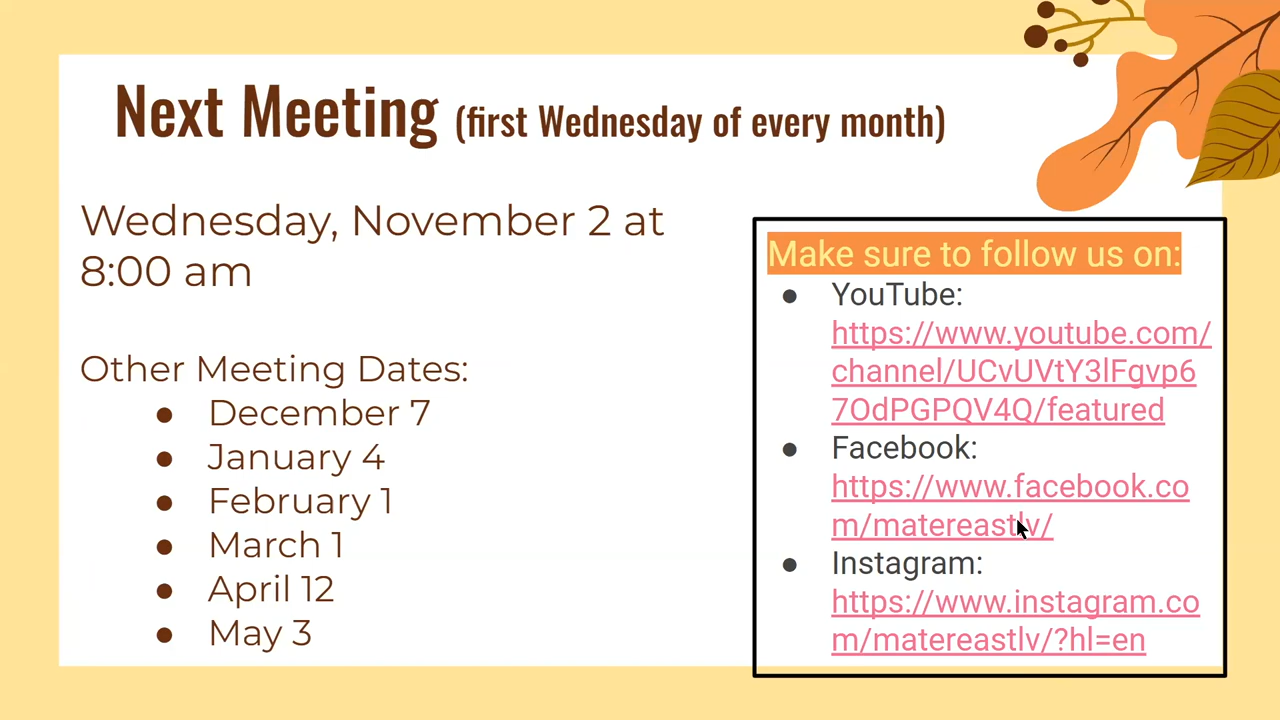 Next Meeting (first Wednesday of every month)
Wednesday, November 2 at
8:00 am
Other Meeting Dates:
● December 7
● January 4
● February 1
● March 1
● April 12
● May 3
Make sure to follow us on:
● YouTube:
https://www.youtube.com/
channel/UCvUVtY3lFgvp6
7OdPGPQV4Q/featured
● Facebook:
https://www.facebook.co
m/matereastlv/
● Instagram:
https://www.instagram.co
m/matereastlv/?hl=en